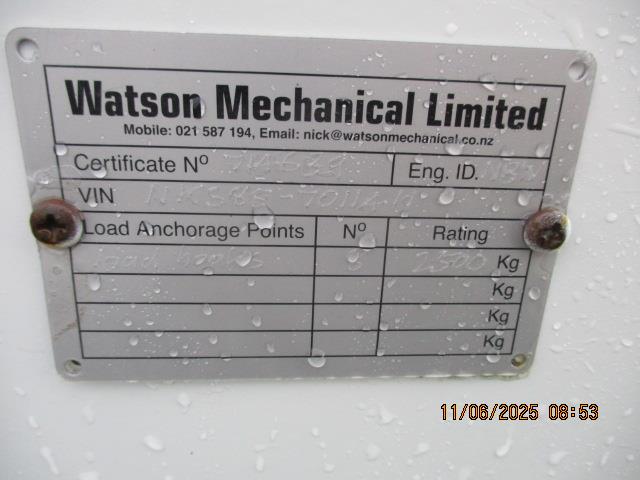 Watson Mechanical Limited
Mobile: 021 587 194, Email: nick@watsonmechanical.co.nz
Certificate Nº Eng. ID.
VIN
Load Anchorage Points Nº Rating
2500 Kg
Kg
Kg
Kg
11/06/2025 08:53